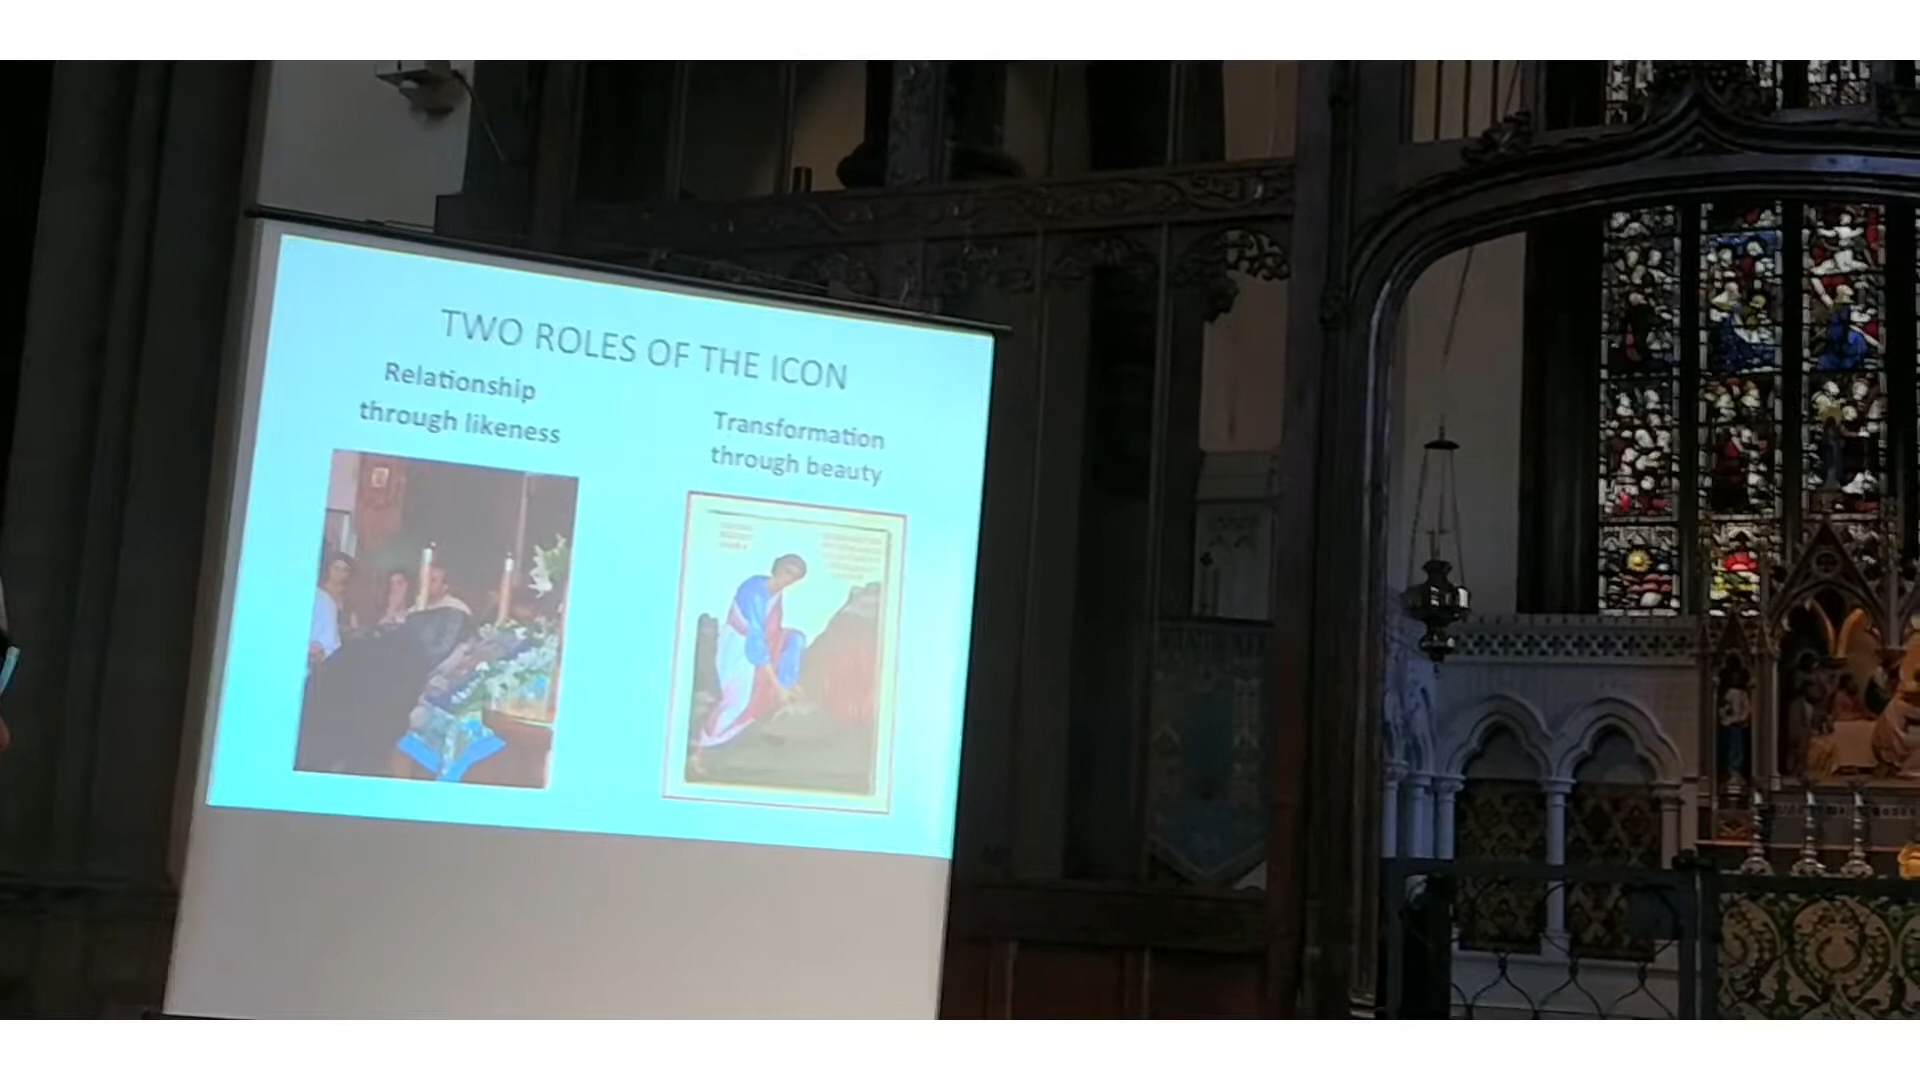 TWO ROLES OF THE ICON
Relationship
through likeness
Transformation
through beauty